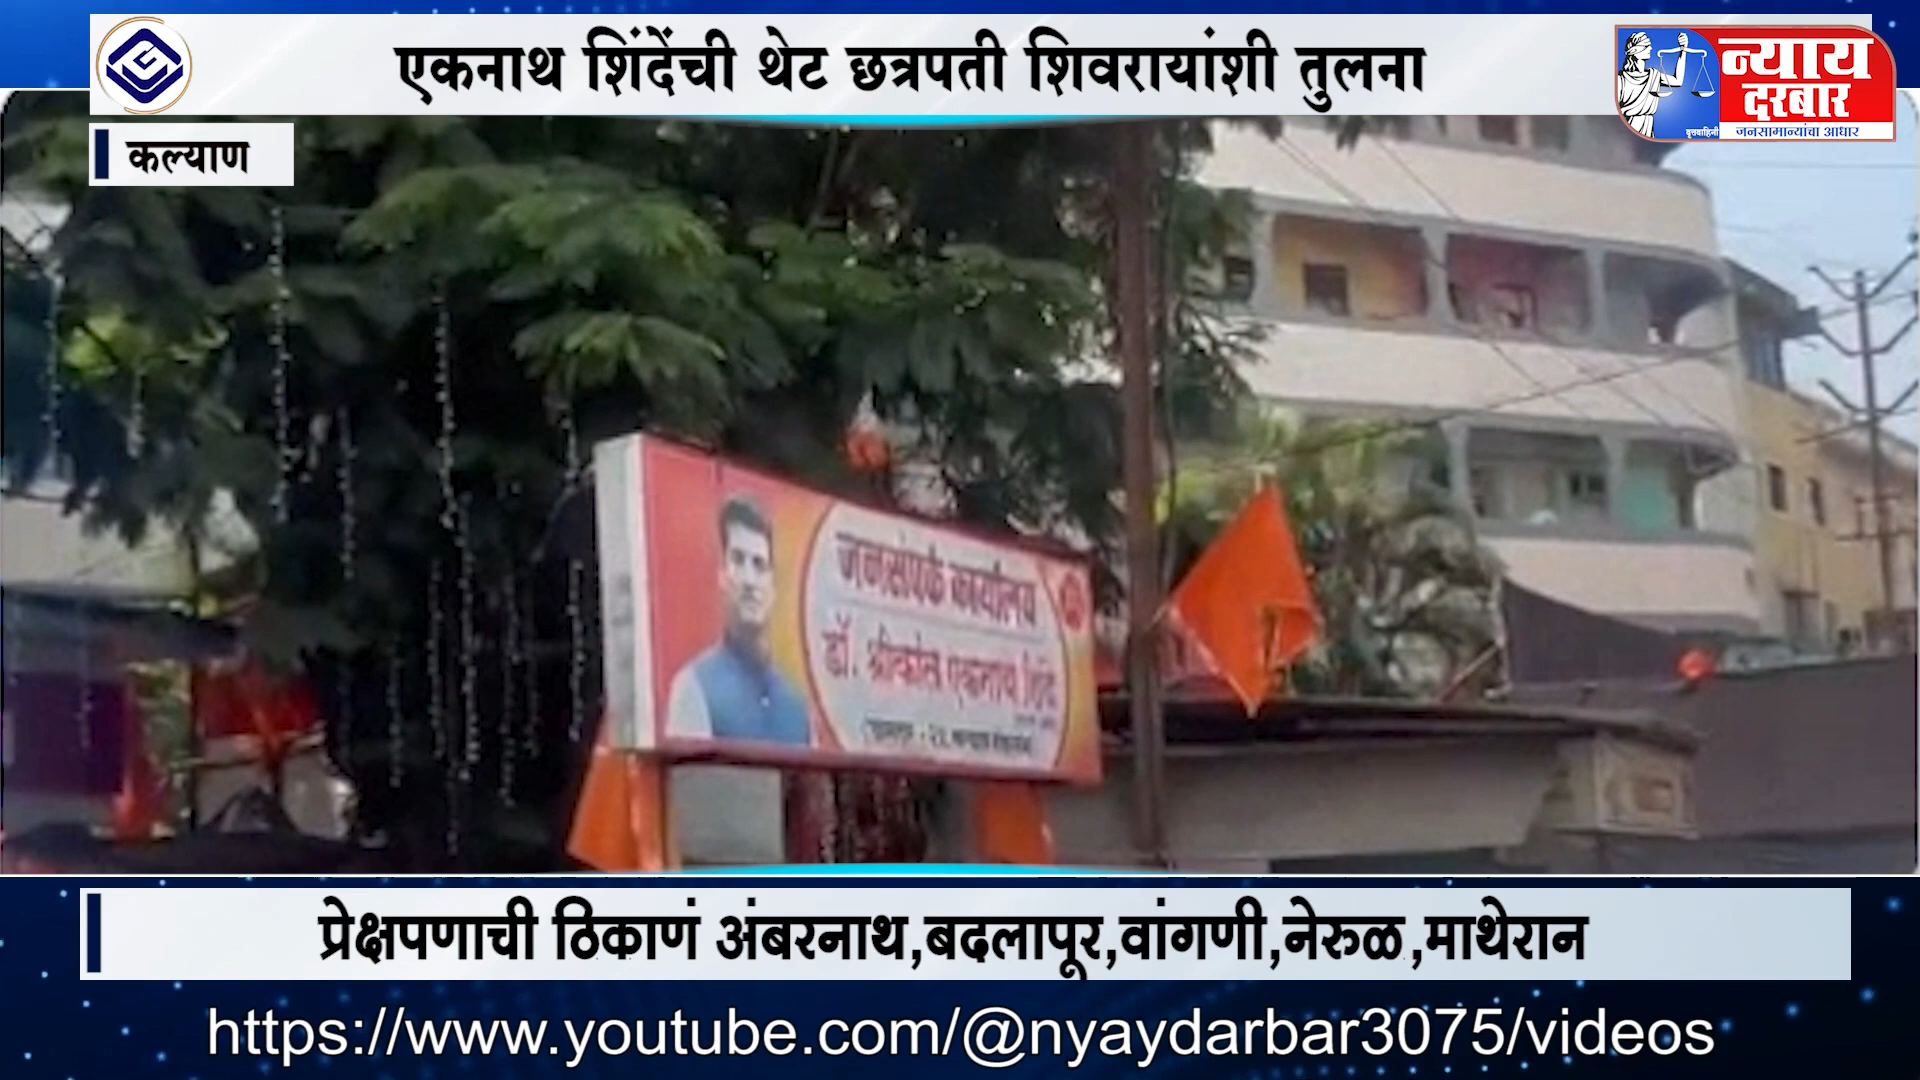 एकनाथ शिंदेंची थेट छत्रपती शिवरायांशी तुलना
न्याय
दरबार
वृत्तवाहिनी
जनसामान्यांचा आधार
कल्याण
जनसंपर्क कार्यालय
डॉ. श्रीकांत एकनाथ शिंदे
प्रेक्षपणाची ठिकाणं अंबरनाथ,बदलापूर,वांगणी,नेरुळ,माथेरान
https://www.youtube.com/@nyaydarbar3075/videos